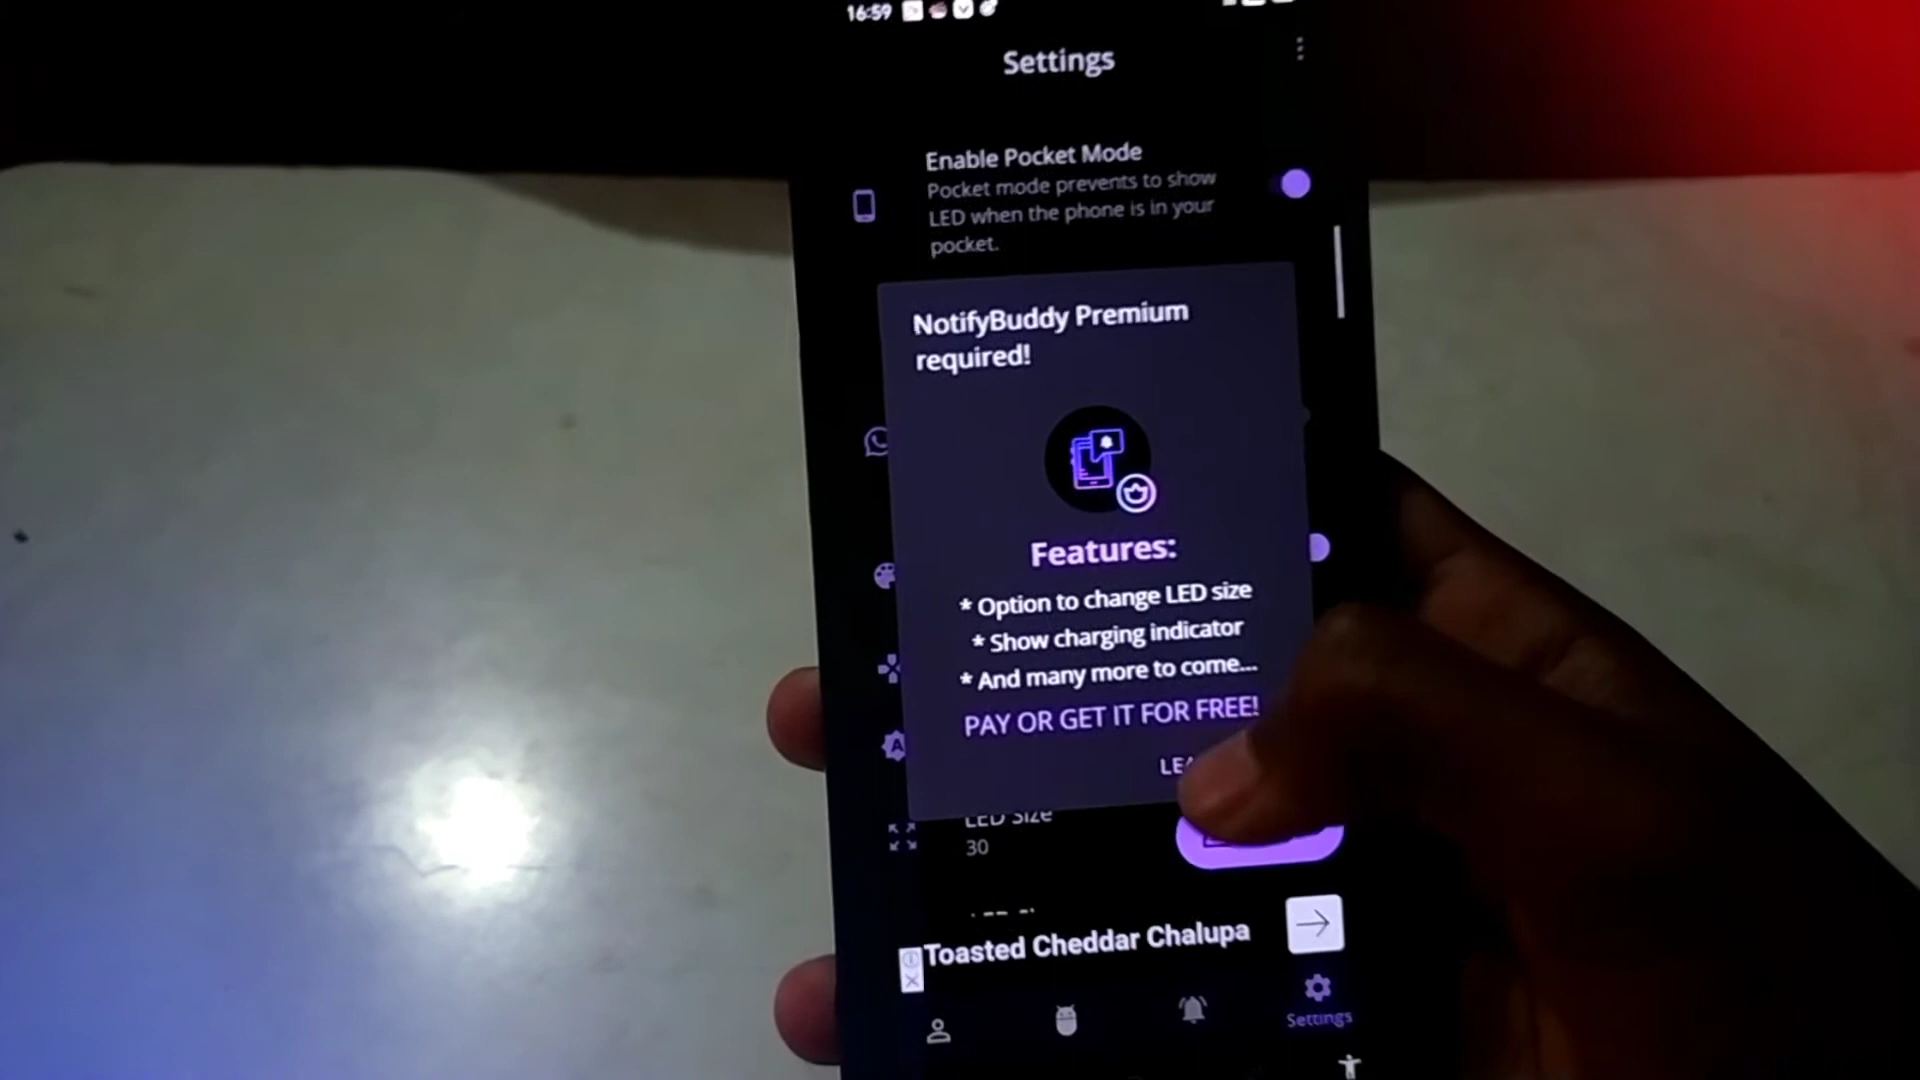 16:59
Settings
Enable Pocket Mode
Pocket mode prevents to show
LED when the phone is in your
pocket.
NotifyBuddy Premium
required!
Features:
* Option to change LED size
* Show charging indicator
* And many more to come...
PAY OR GET IT FOR FREE!
LED Size
30
Toasted Cheddar Chalupa
Settings